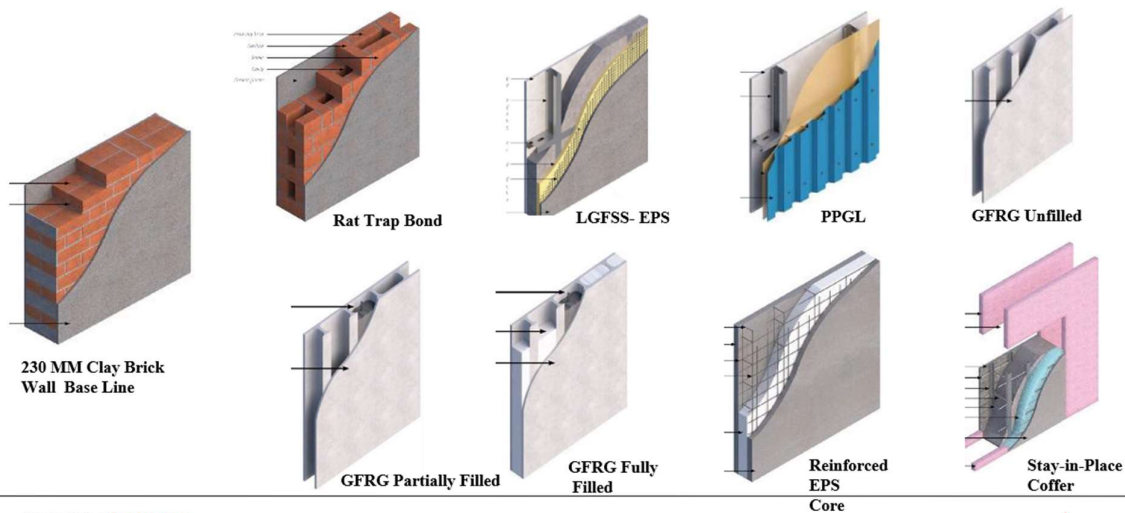 Rat Trap Bond
LGFSS- EPS
PPGL
GFRG Unfilled
230 MM Clay Brick
Wall Base Line
GFRG Partially Filled
GFRG Fully
Filled
Reinforced
EPS
Core
Stay-in-Place
Coffer